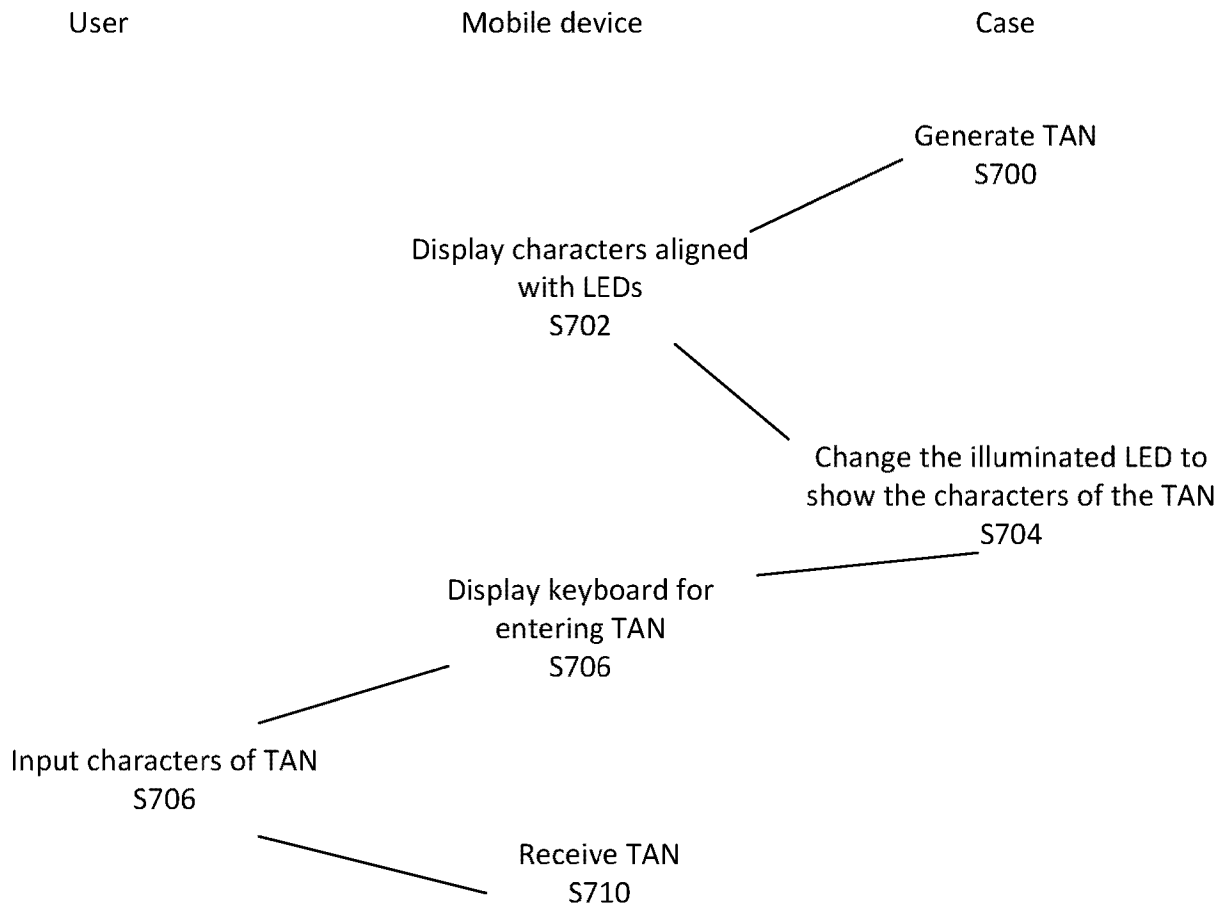 User
Mobile device
Case
Generate TAN
S700
Display characters aligned
with LEDs
S702
Change the illuminated LED to
show the characters of the TAN
S704
Display keyboard for
entering TAN
S706
Input characters of TAN
S706
Receive TAN
S710